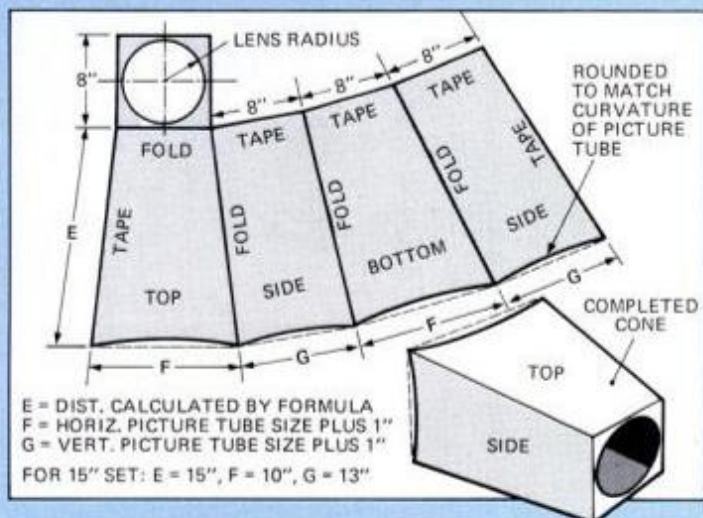 LENS RADIUS
8"
8"
8"
8"
ROUNDED
TO MATCH
CURVATURE
OF PICTURE
TUBE
TAPE
TAPE
TAPE
FOLD
TAPE
FOLD
FOLD
FOLD
TAPE
E
TOP
SIDE
BOTTOM
SIDE
F
G
F
G
COMPLETED
CONE
TOP
SIDE
E = DIST. CALCULATED BY FORMULA
F = HORIZ. PICTURE TUBE SIZE PLUS 1"
G = VERT. PICTURE TUBE SIZE PLUS 1"
FOR 15" SET: E = 15", F = 10", G = 13"